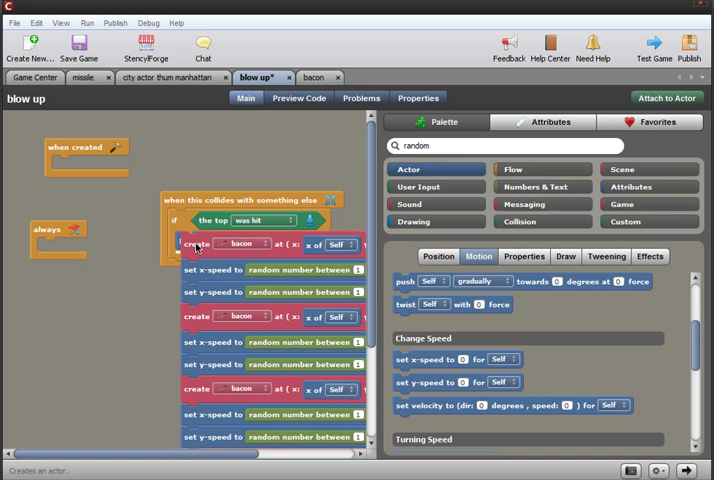 File Edit View Run Publish Debug Help
Create New... Save Game StencylForge Chat Feedback Help Center Need Help Test Game Publish
Game Center missile × city actor thum manhattan × blow up* × bacon ×
blow up Main Preview Code Problems Properties Attach to Actor
Palette Attributes Favorites
random
when created
Actor Flow Scene
User Input Numbers & Text Attributes
Sound Messaging Game
Drawing Collision Custom
when this collides with something else
if the top was hit
always
create bacon at ( x: x of Self
set x-speed to random number between 1
set y-speed to random number between 1
create bacon at ( x: x of Self
set x-speed to random number between 1
set y-speed to random number between 1
create bacon at ( x: x of Self
set x-speed to random number between 1
set y-speed to random number between 1
Position Motion Properties Draw Tweening Effects
push Self gradually towards 0 degrees at 0 force
twist Self with 0 force
Change Speed
set x-speed to 0 for Self
set y-speed to 0 for Self
set velocity to (dir: 0 degrees , speed: 0 ) for Self
Turning Speed
Creates an actor.